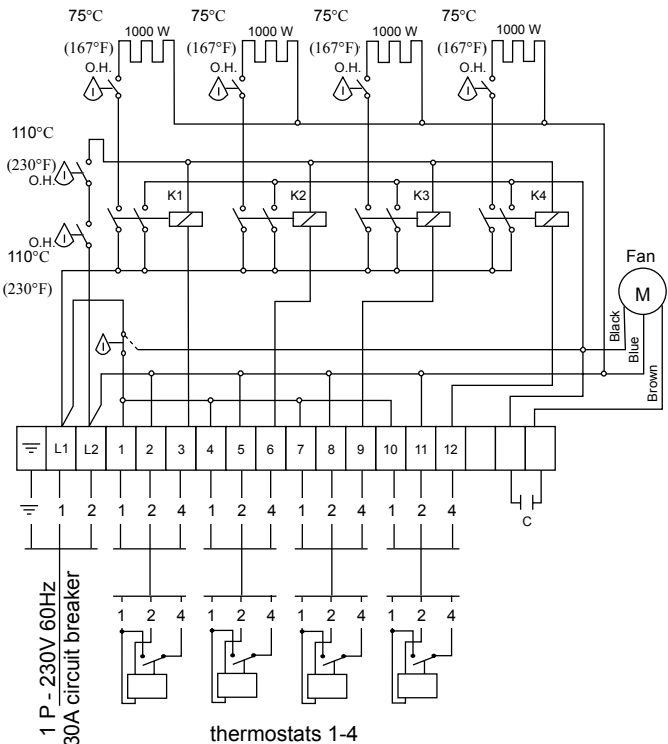 75°C 75°C 75°C 75°C
1000 W 1000 W 1000 W 1000 W
(167°F) (167°F) (167°F) (167°F)
O.H. O.H. O.H. O.H.
110°C
(230°F)
O.H.
K1 K2 K3 K4
O.H.
110°C
(230°F)
Fan
M
Black
Blue
Brown
L1 L2 1 2 3 4 5 6 7 8 9 10 11 12
1 2 1 2 4 1 2 4 1 2 4 1 2 4
C
1 2 4 1 2 4 1 2 4 1 2 4
1 P - 230V 60Hz
30A circuit breaker
thermostats 1-4